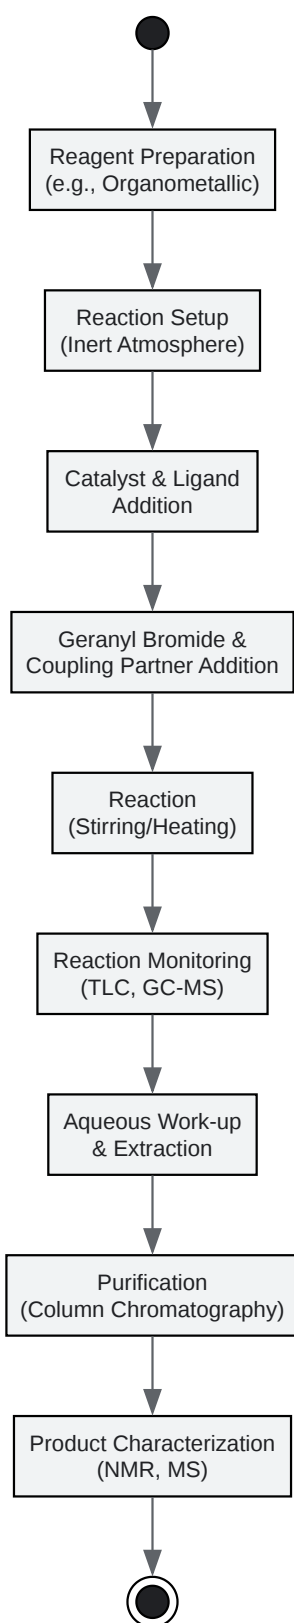 Reagent Preparation
(e.g., Organometallic)
Reaction Setup
(Inert Atmosphere)
Catalyst & Ligand
Addition
Geranyl Bromide &
Coupling Partner Addition
Reaction
(Stirring/Heating)
Reaction Monitoring
(TLC, GC-MS)
Aqueous Work-up
& Extraction
Purification
(Column Chromatography)
Product Characterization
(NMR, MS)